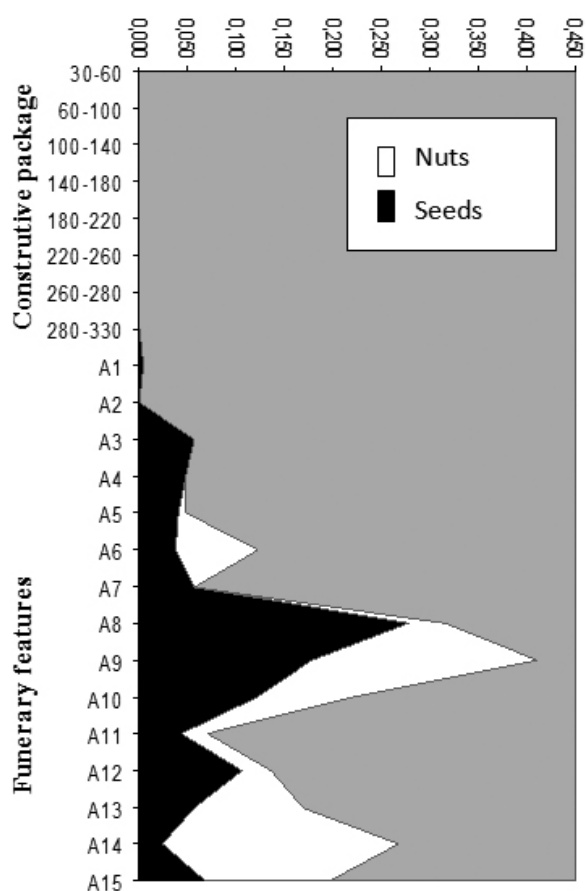 0,000 0,050 0,100 0,150 0,200 0,250 0,300 0,350 0,400 0,450
Construtive package
30-60
60-100
100-140
140-180
180-220
220-260
260-280
280-330
Nuts
Seeds
Funerary features
A1
A2
A3
A4
A5
A6
A7
A8
A9
A10
A11
A12
A13
A14
A15